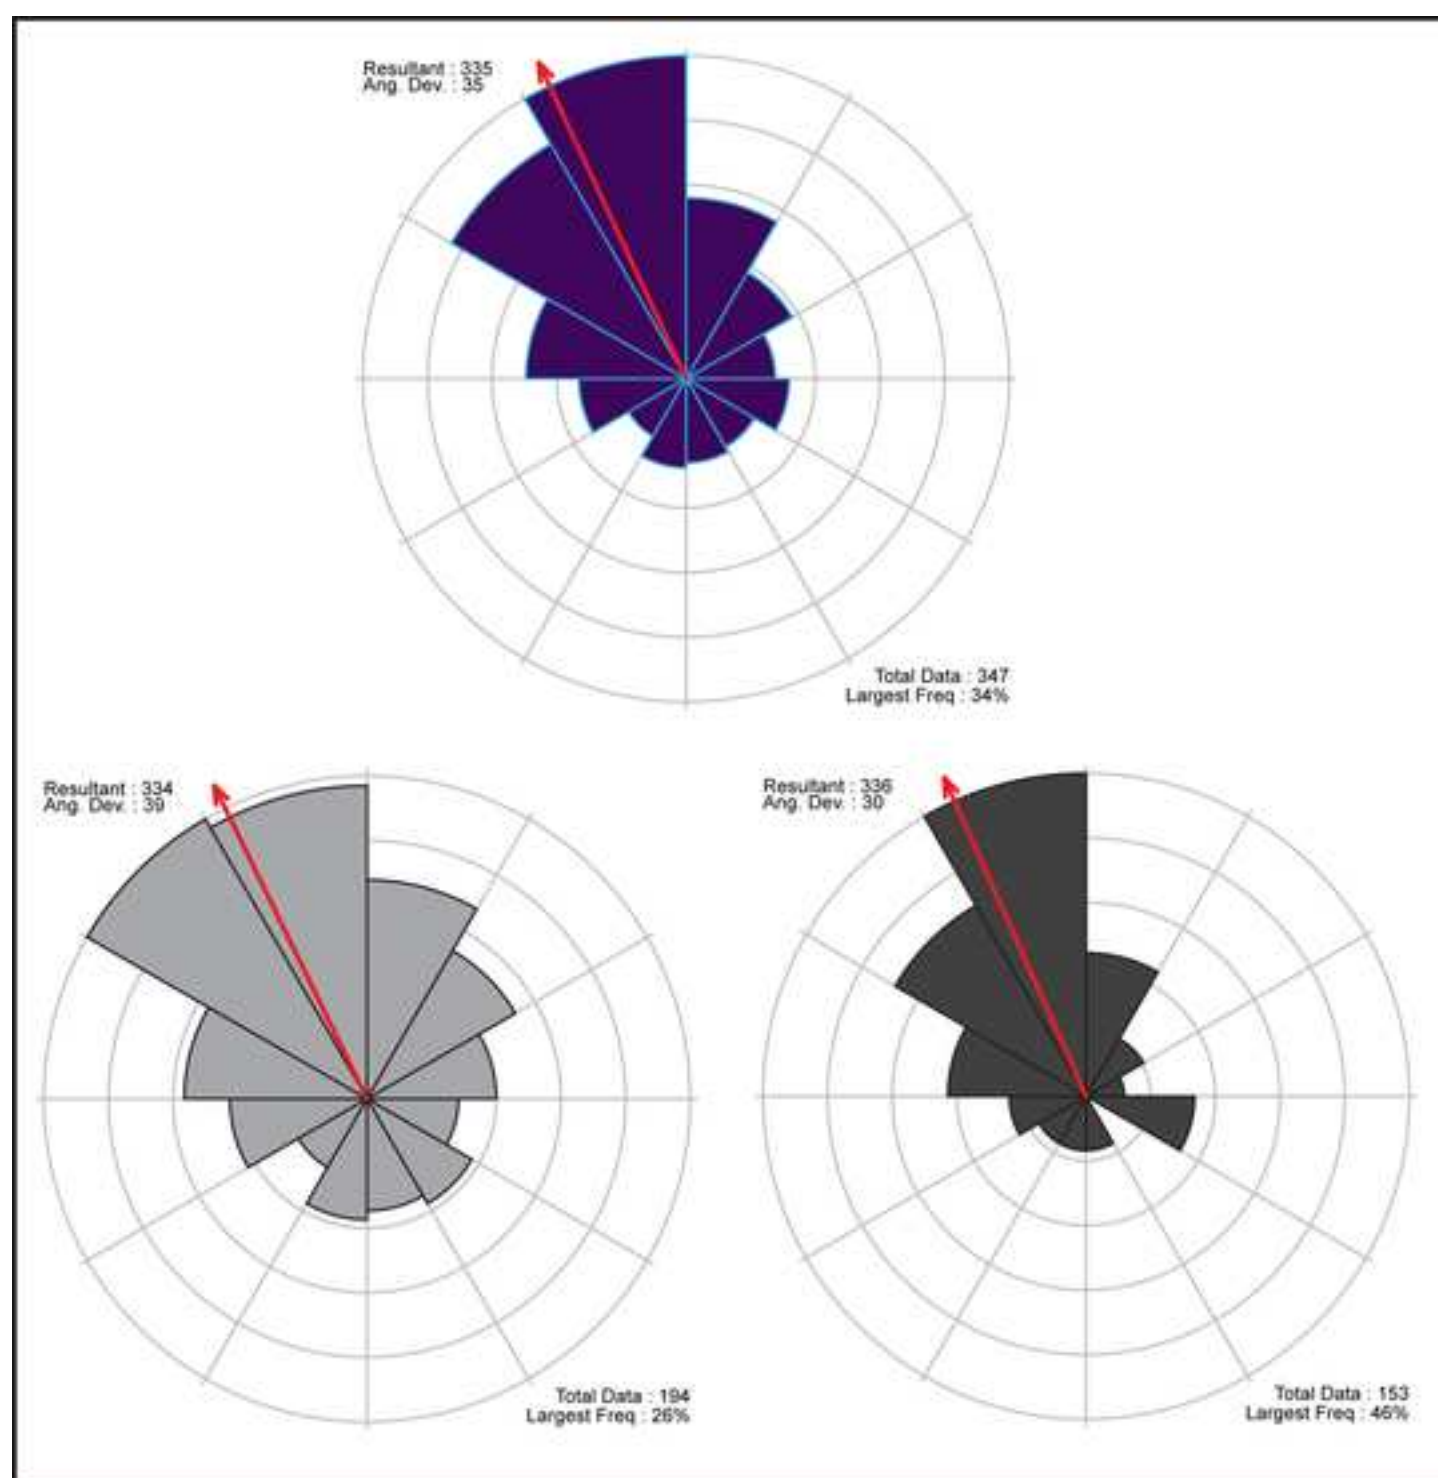 Resultant : 335
Ang. Dev. : 35
Total Data : 347
Largest Freq : 34%
Resultant : 334
Ang. Dev. : 39
Total Data : 194
Largest Freq : 26%
Resultant : 336
Ang. Dev. : 30
Total Data : 153
Largest Freq : 46%